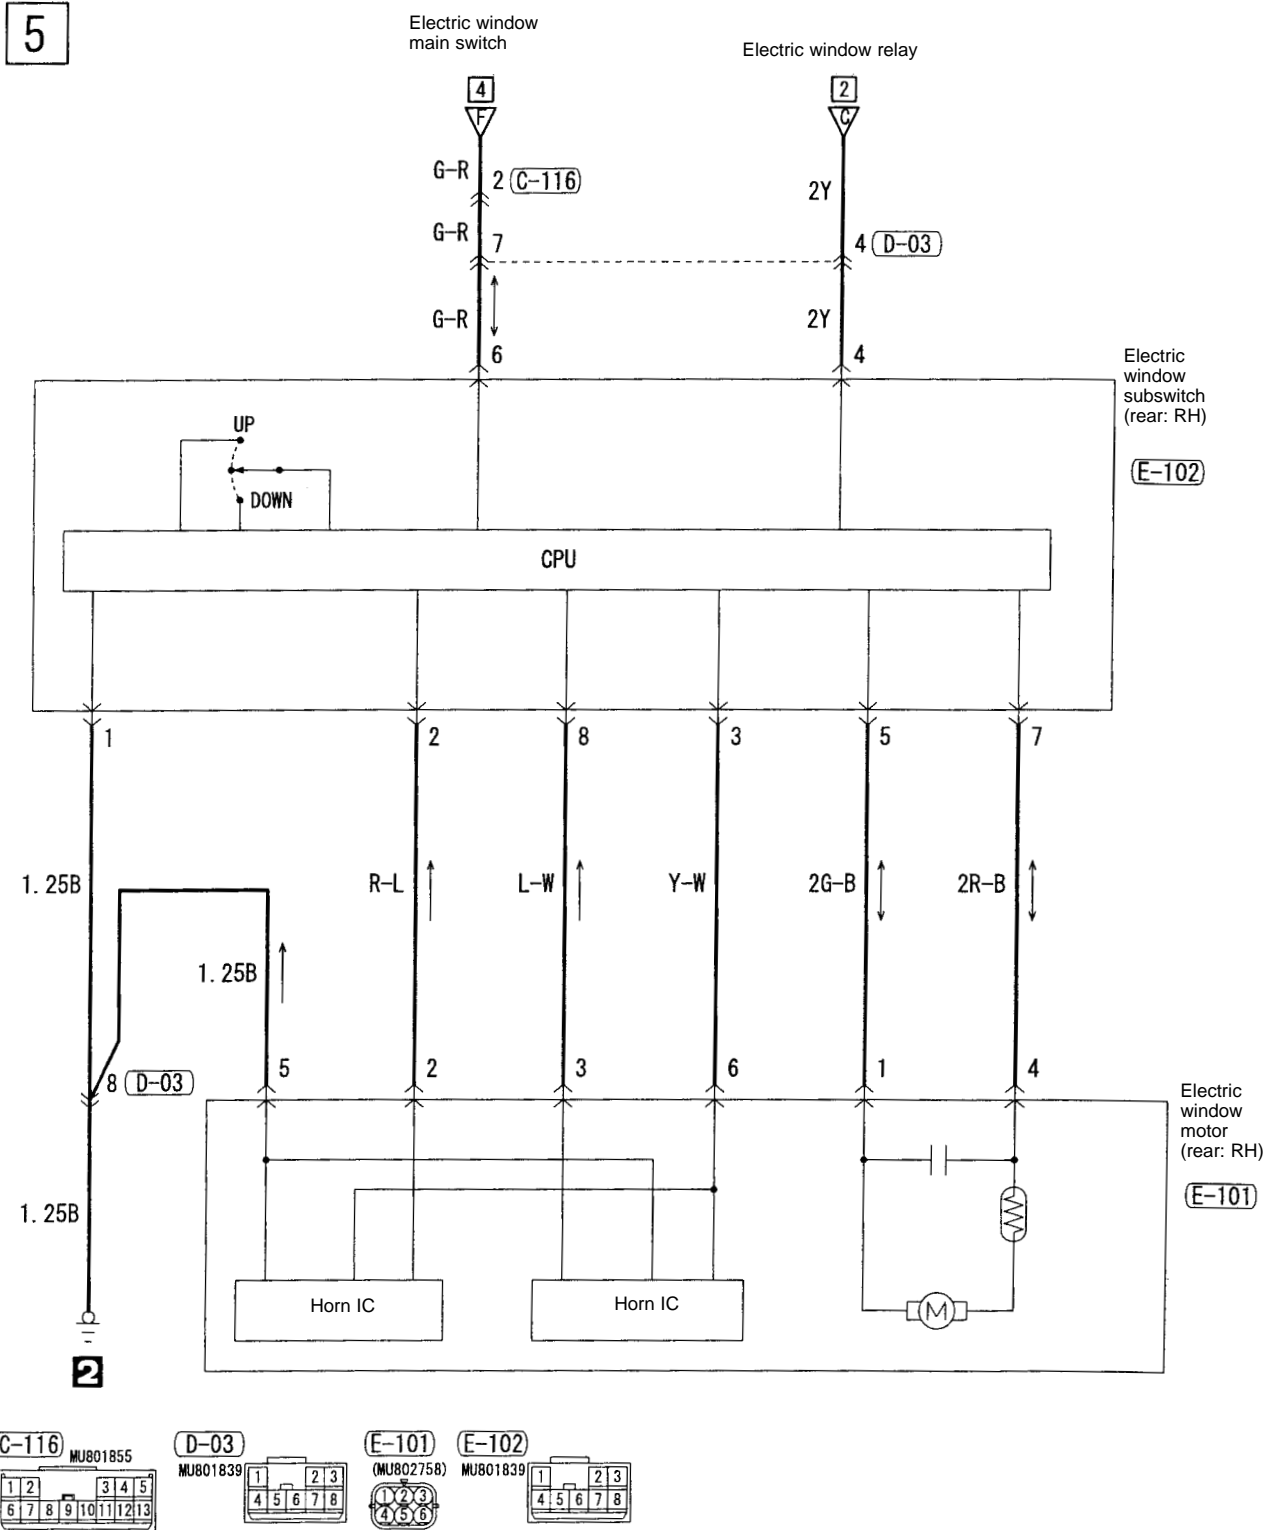 5
Electric window
main switch
Electric window relay
4
2
F
C
G-R
2 (C-116)
2Y
G-R
7
4 (D-03)
G-R
2Y
6
4
Electric
window
subswitch
(rear: RH)
(E-102)
UP
DOWN
CPU
1
2
8
3
5
7
1.25B
R-L
L-W
Y-W
2G-B
2R-B
1.25B
5
2
3
6
1
4
8 (D-03)
Electric
window
motor
(rear: RH)
(E-101)
1.25B
Horn IC
Horn IC
M
2
C-116)
MU801855
1 2 3 4 5
6 7 8 9 10 11 12 13
(D-03)
MU801839
1 2 3
4 5 6 7 8
(E-101)
(MU802758)
1 2 3
4 5 6
(E-102)
MU801839
1 2 3
4 5 6 7 8